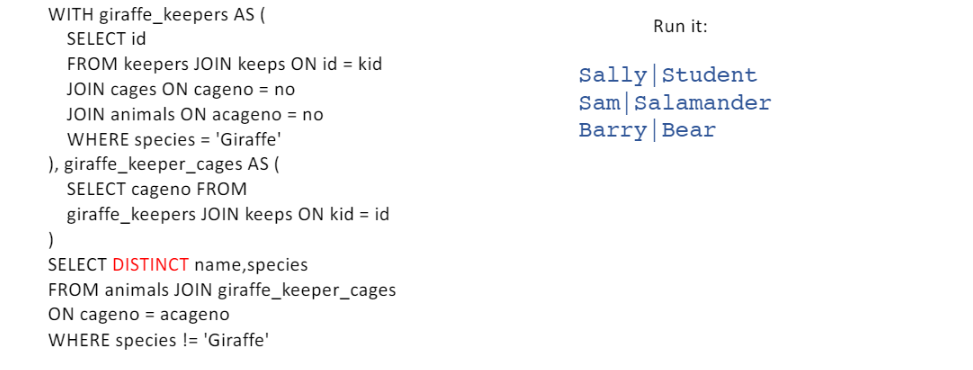 WITH giraffe_keepers AS (
SELECT id
FROM keepers JOIN keeps ON id = kid
JOIN cages ON cageno = no
JOIN animals ON acageno = no
WHERE species = 'Giraffe'
), giraffe_keeper_cages AS (
SELECT cageno FROM
giraffe_keepers JOIN keeps ON kid = id
)
SELECT DISTINCT name,species
FROM animals JOIN giraffe_keeper_cages
ON cageno = acageno
WHERE species != 'Giraffe'
Run it:
Sally|Student
Sam|Salamander
Barry|Bear